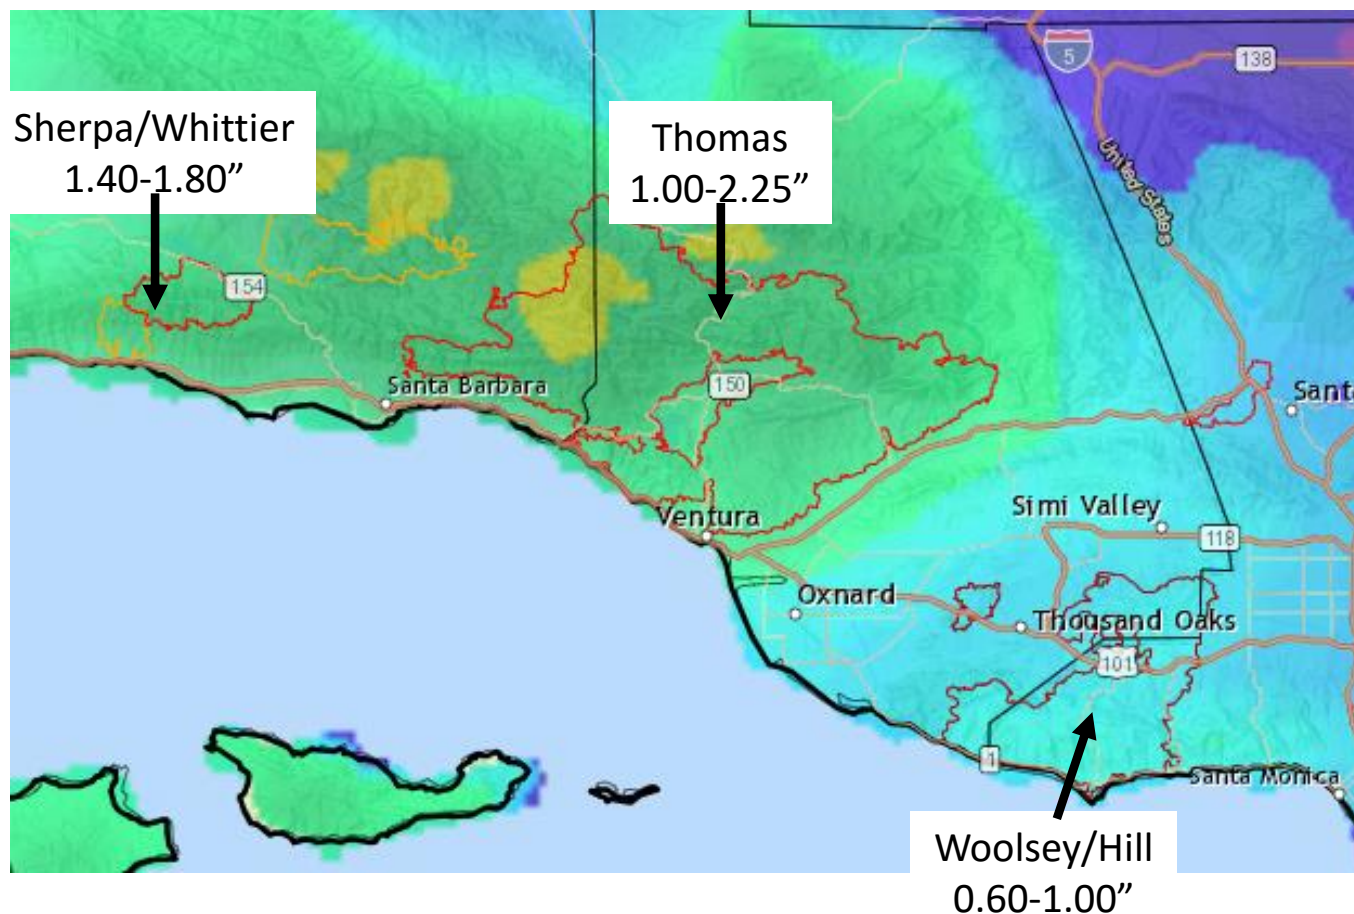 5
138
Sherpa/Whittier
1.40-1.80”
Thomas
1.00-2.25”
United States
154
Santa Barbara
150
Santa
Ventura
Simi Valley
118
Oxnard
Thousand Oaks
101
1
Santa Monica
Woolsey/Hill
0.60-1.00”